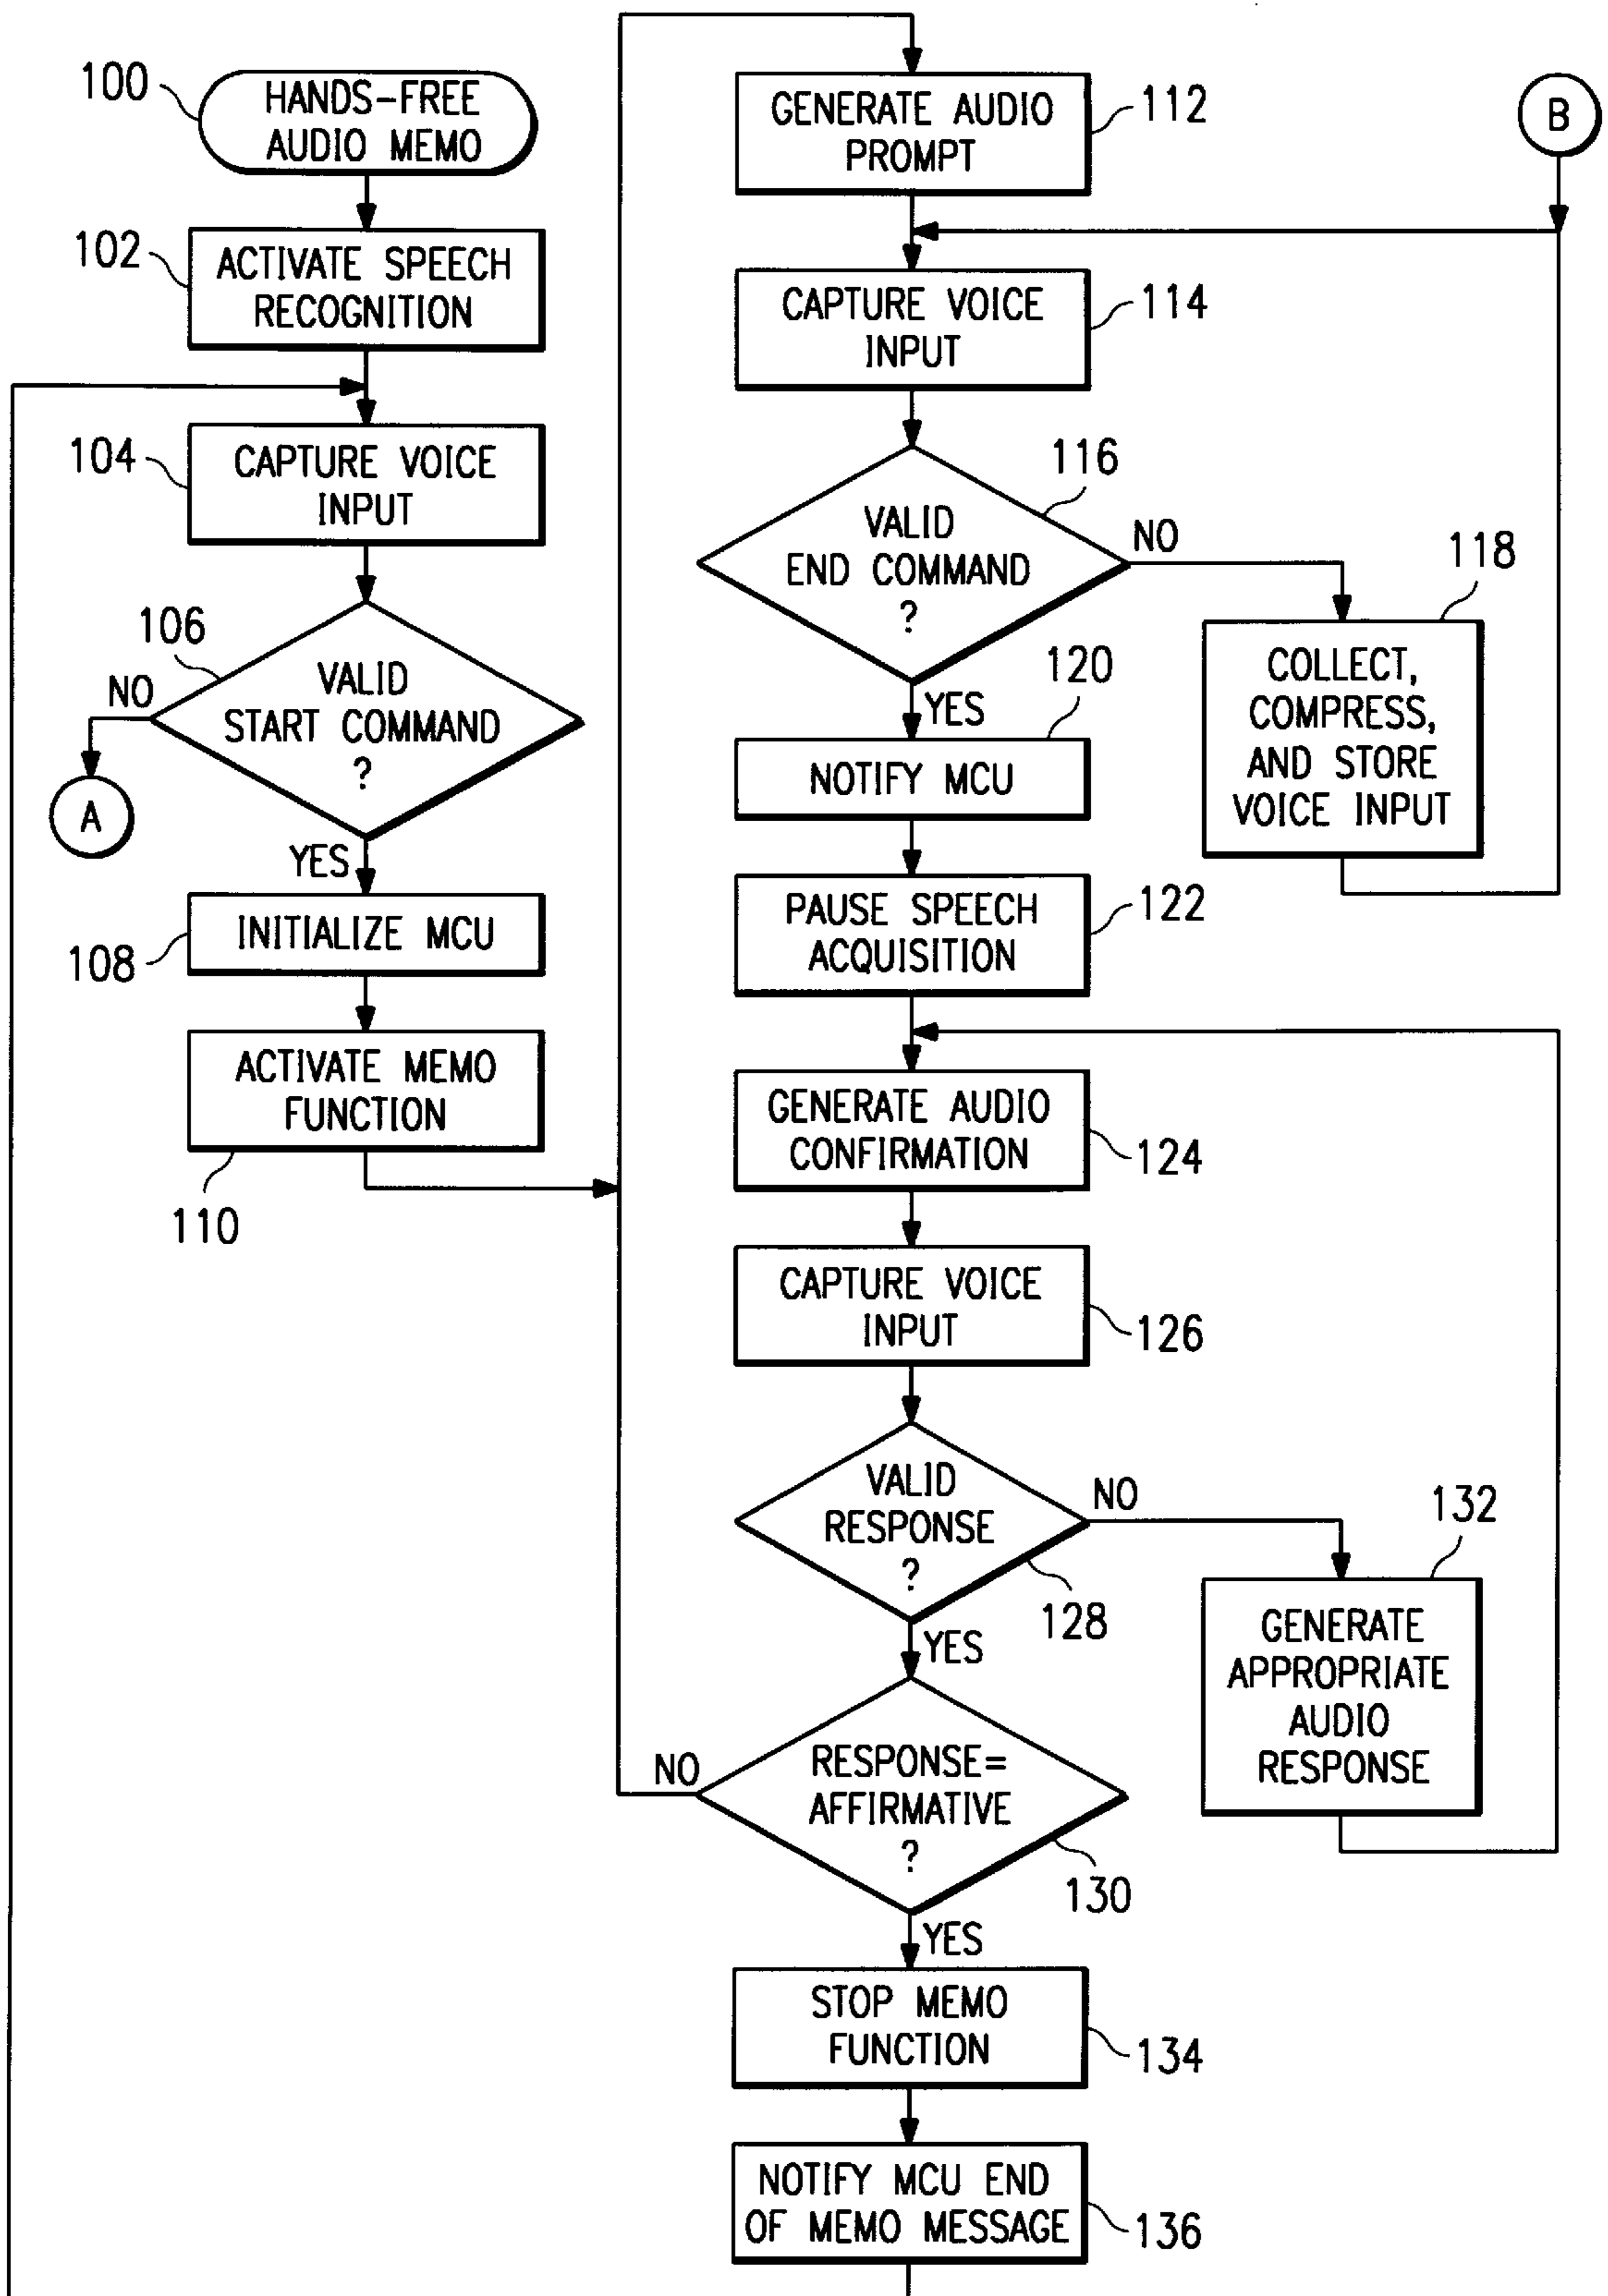 100
HANDS-FREE
AUDIO MEMO
102
ACTIVATE SPEECH
RECOGNITION
104
CAPTURE VOICE
INPUT
106
VALID
START COMMAND
?
NO
A
YES
108
INITIALIZE MCU
ACTIVATE MEMO
FUNCTION
110
GENERATE AUDIO
PROMPT
112
B
CAPTURE VOICE
INPUT
114
116
VALID
END COMMAND
?
NO
118
COLLECT,
COMPRESS,
AND STORE
VOICE INPUT
YES
120
NOTIFY MCU
PAUSE SPEECH
ACQUISITION
122
GENERATE AUDIO
CONFIRMATION
124
CAPTURE VOICE
INPUT
126
VALID
RESPONSE
?
128
NO
132
GENERATE
APPROPRIATE
AUDIO
RESPONSE
YES
RESPONSE=
AFFIRMATIVE
?
NO
130
YES
STOP MEMO
FUNCTION
134
NOTIFY MCU END
OF MEMO MESSAGE
136